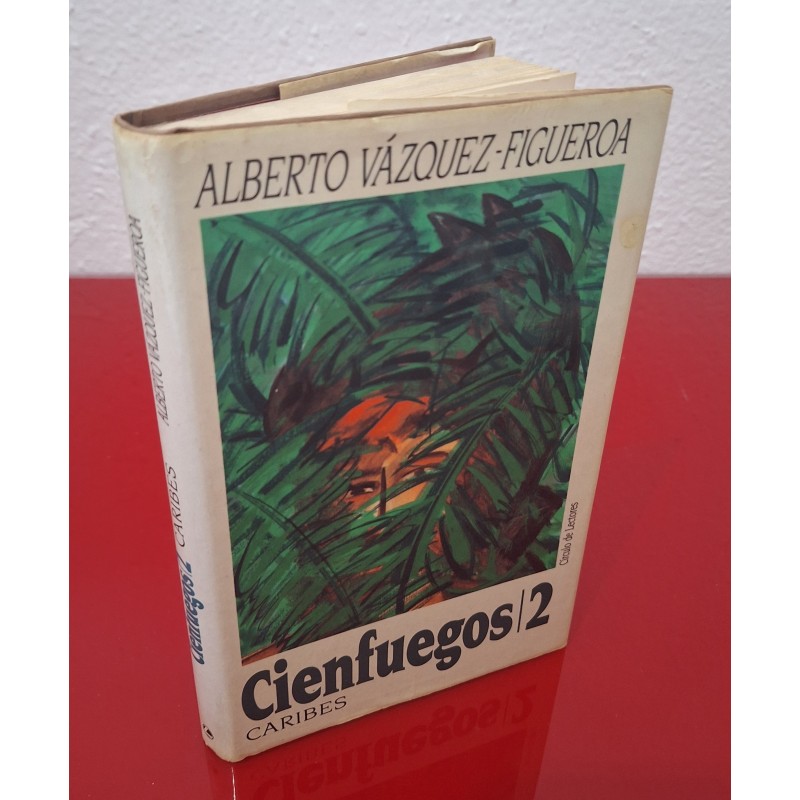 ALBERTO VÁZQUEZ-FIGUEROA
Círculo de Lectores
Cienfuegos/2
CARIBES
Cienfuegos/2 CARIBES ALBERTO VÁZQUEZ-FIGUEROA